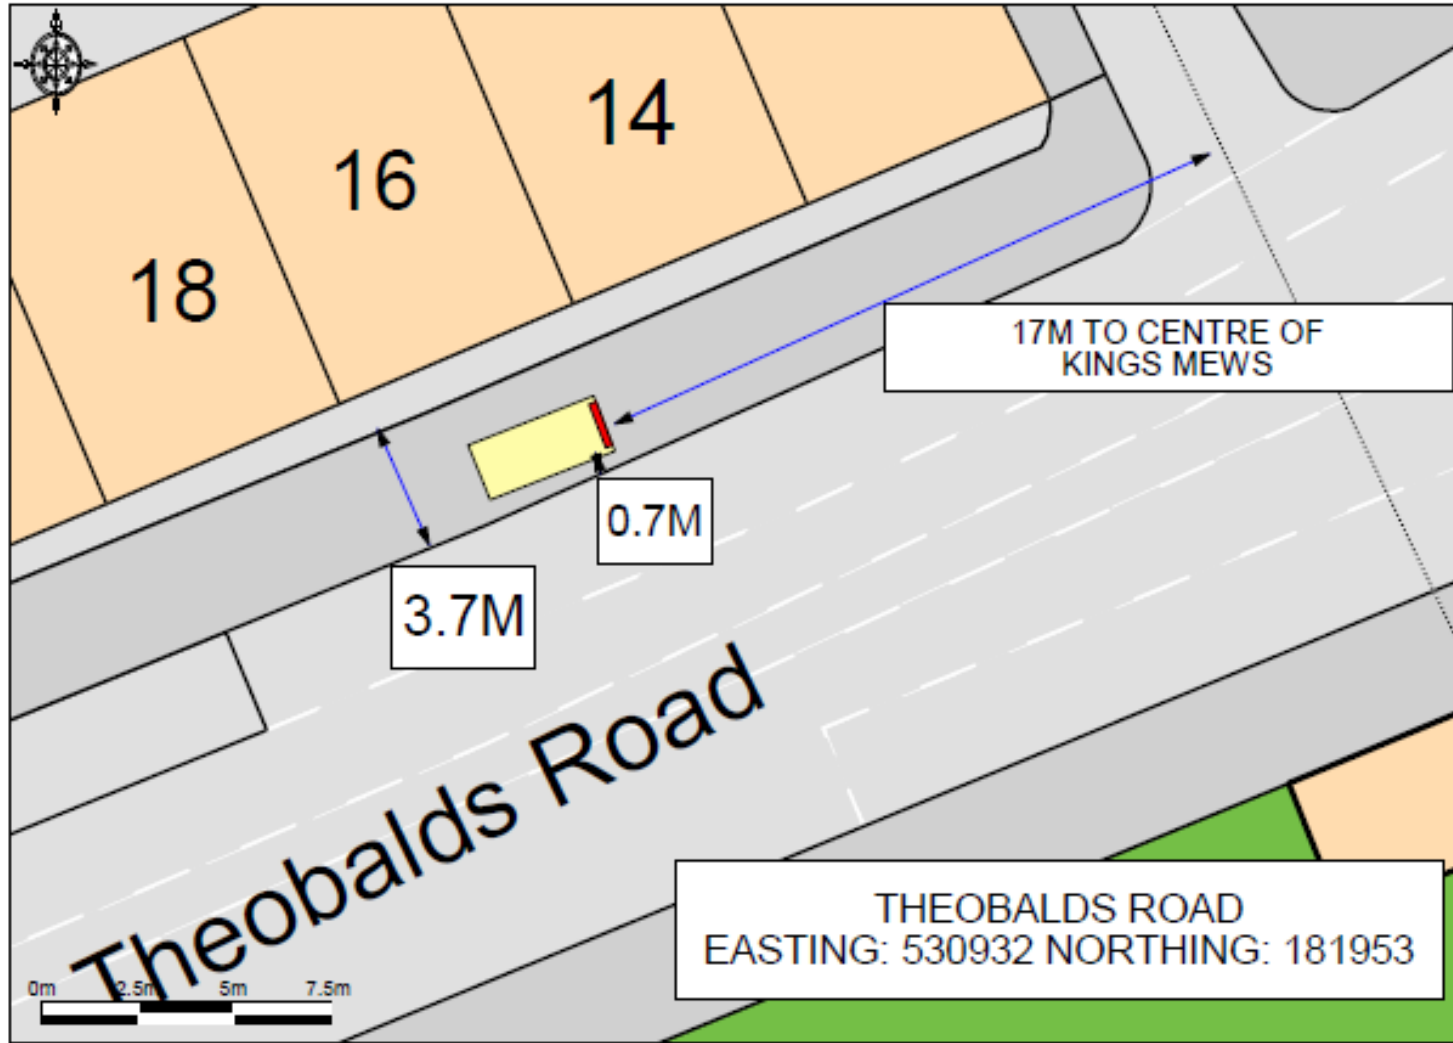 14
16
18
17M TO CENTRE OF
KINGS MEWS
0.7M
3.7M
Theobalds Road
THEOBALDS ROAD
EASTING: 530932 NORTHING: 181953
0m 2.5m 5m 7.5m